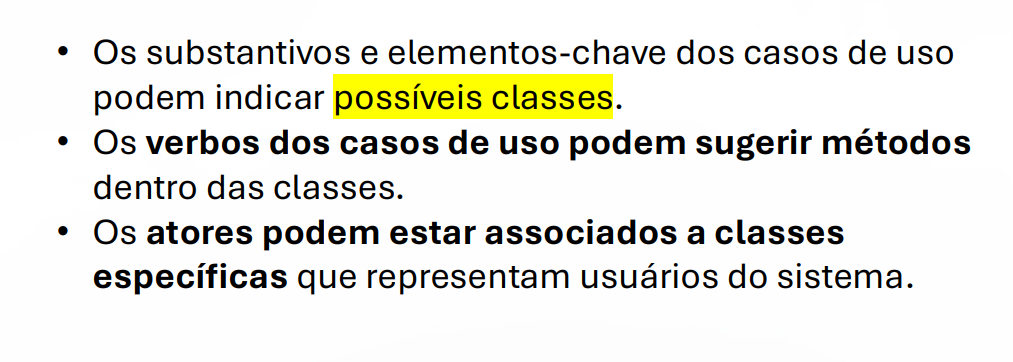 • Os substantivos e elementos-chave dos casos de uso
podem indicar possíveis classes.
• Os verbos dos casos de uso podem sugerir métodos
dentro das classes.
• Os atores podem estar associados a classes
específicas que representam usuários do sistema.